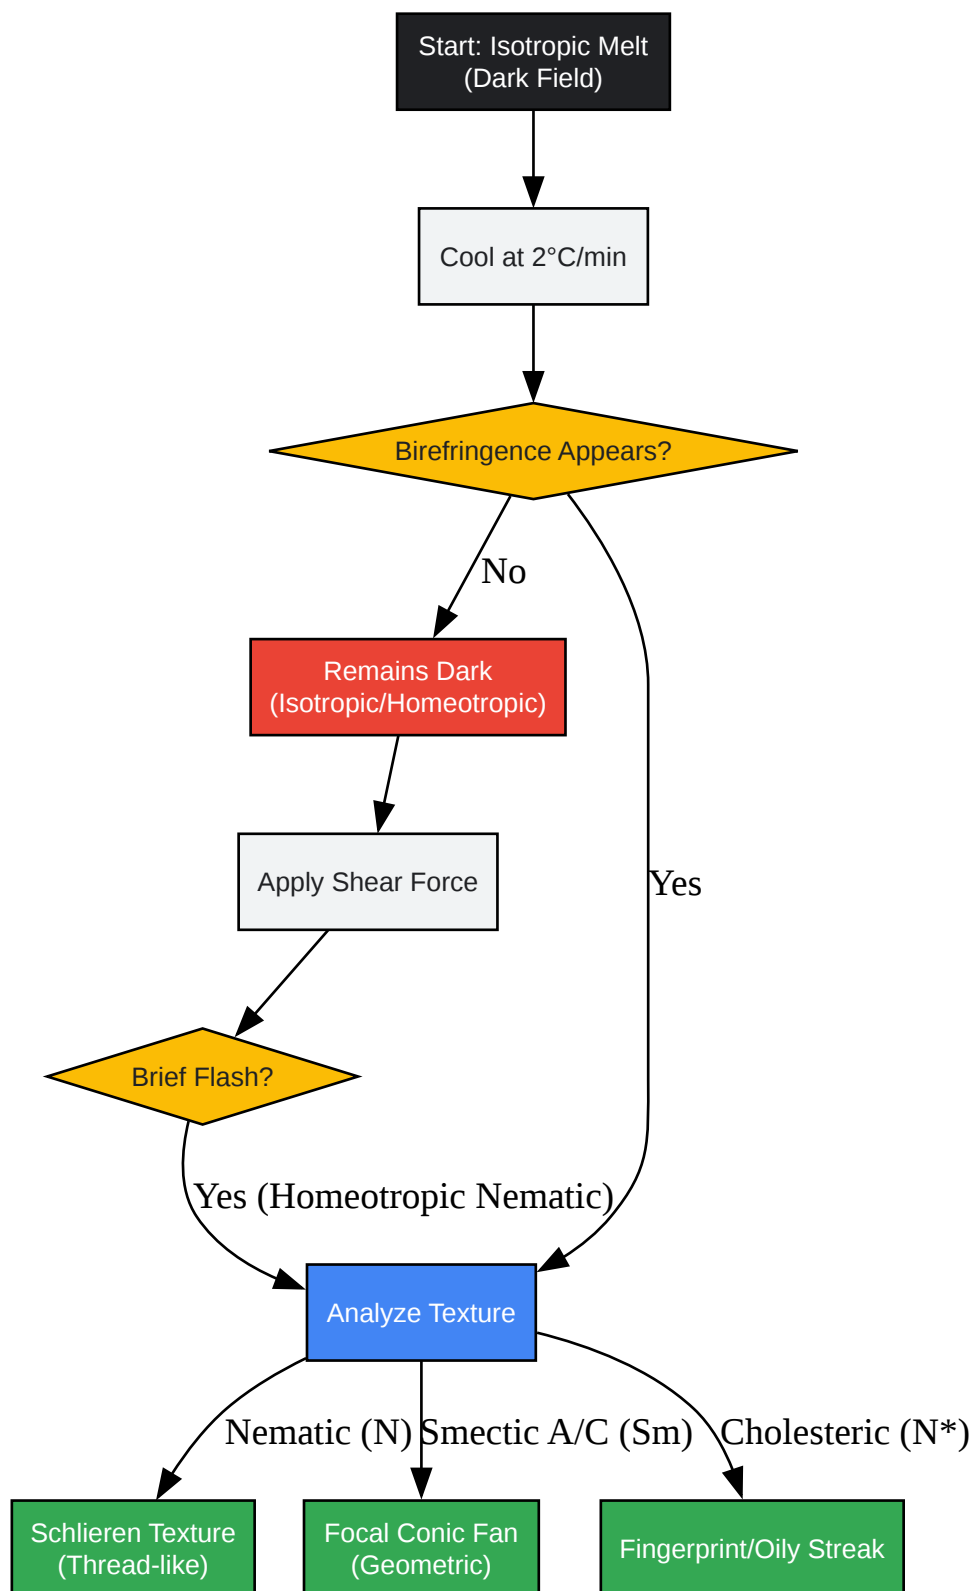 Start: Isotropic Melt
(Dark Field)
Cool at 2°C/min
Birefringence Appears?
No
Remains Dark
(Isotropic/Homeotropic)
Apply Shear Force
Yes
Brief Flash?
Yes (Homeotropic Nematic)
Analyze Texture
Nematic (N)
Smectic A/C (Sm)
Cholesteric (N*)
Schlieren Texture
(Thread-like)
Focal Conic Fan
(Geometric)
Fingerprint/Oily Streak